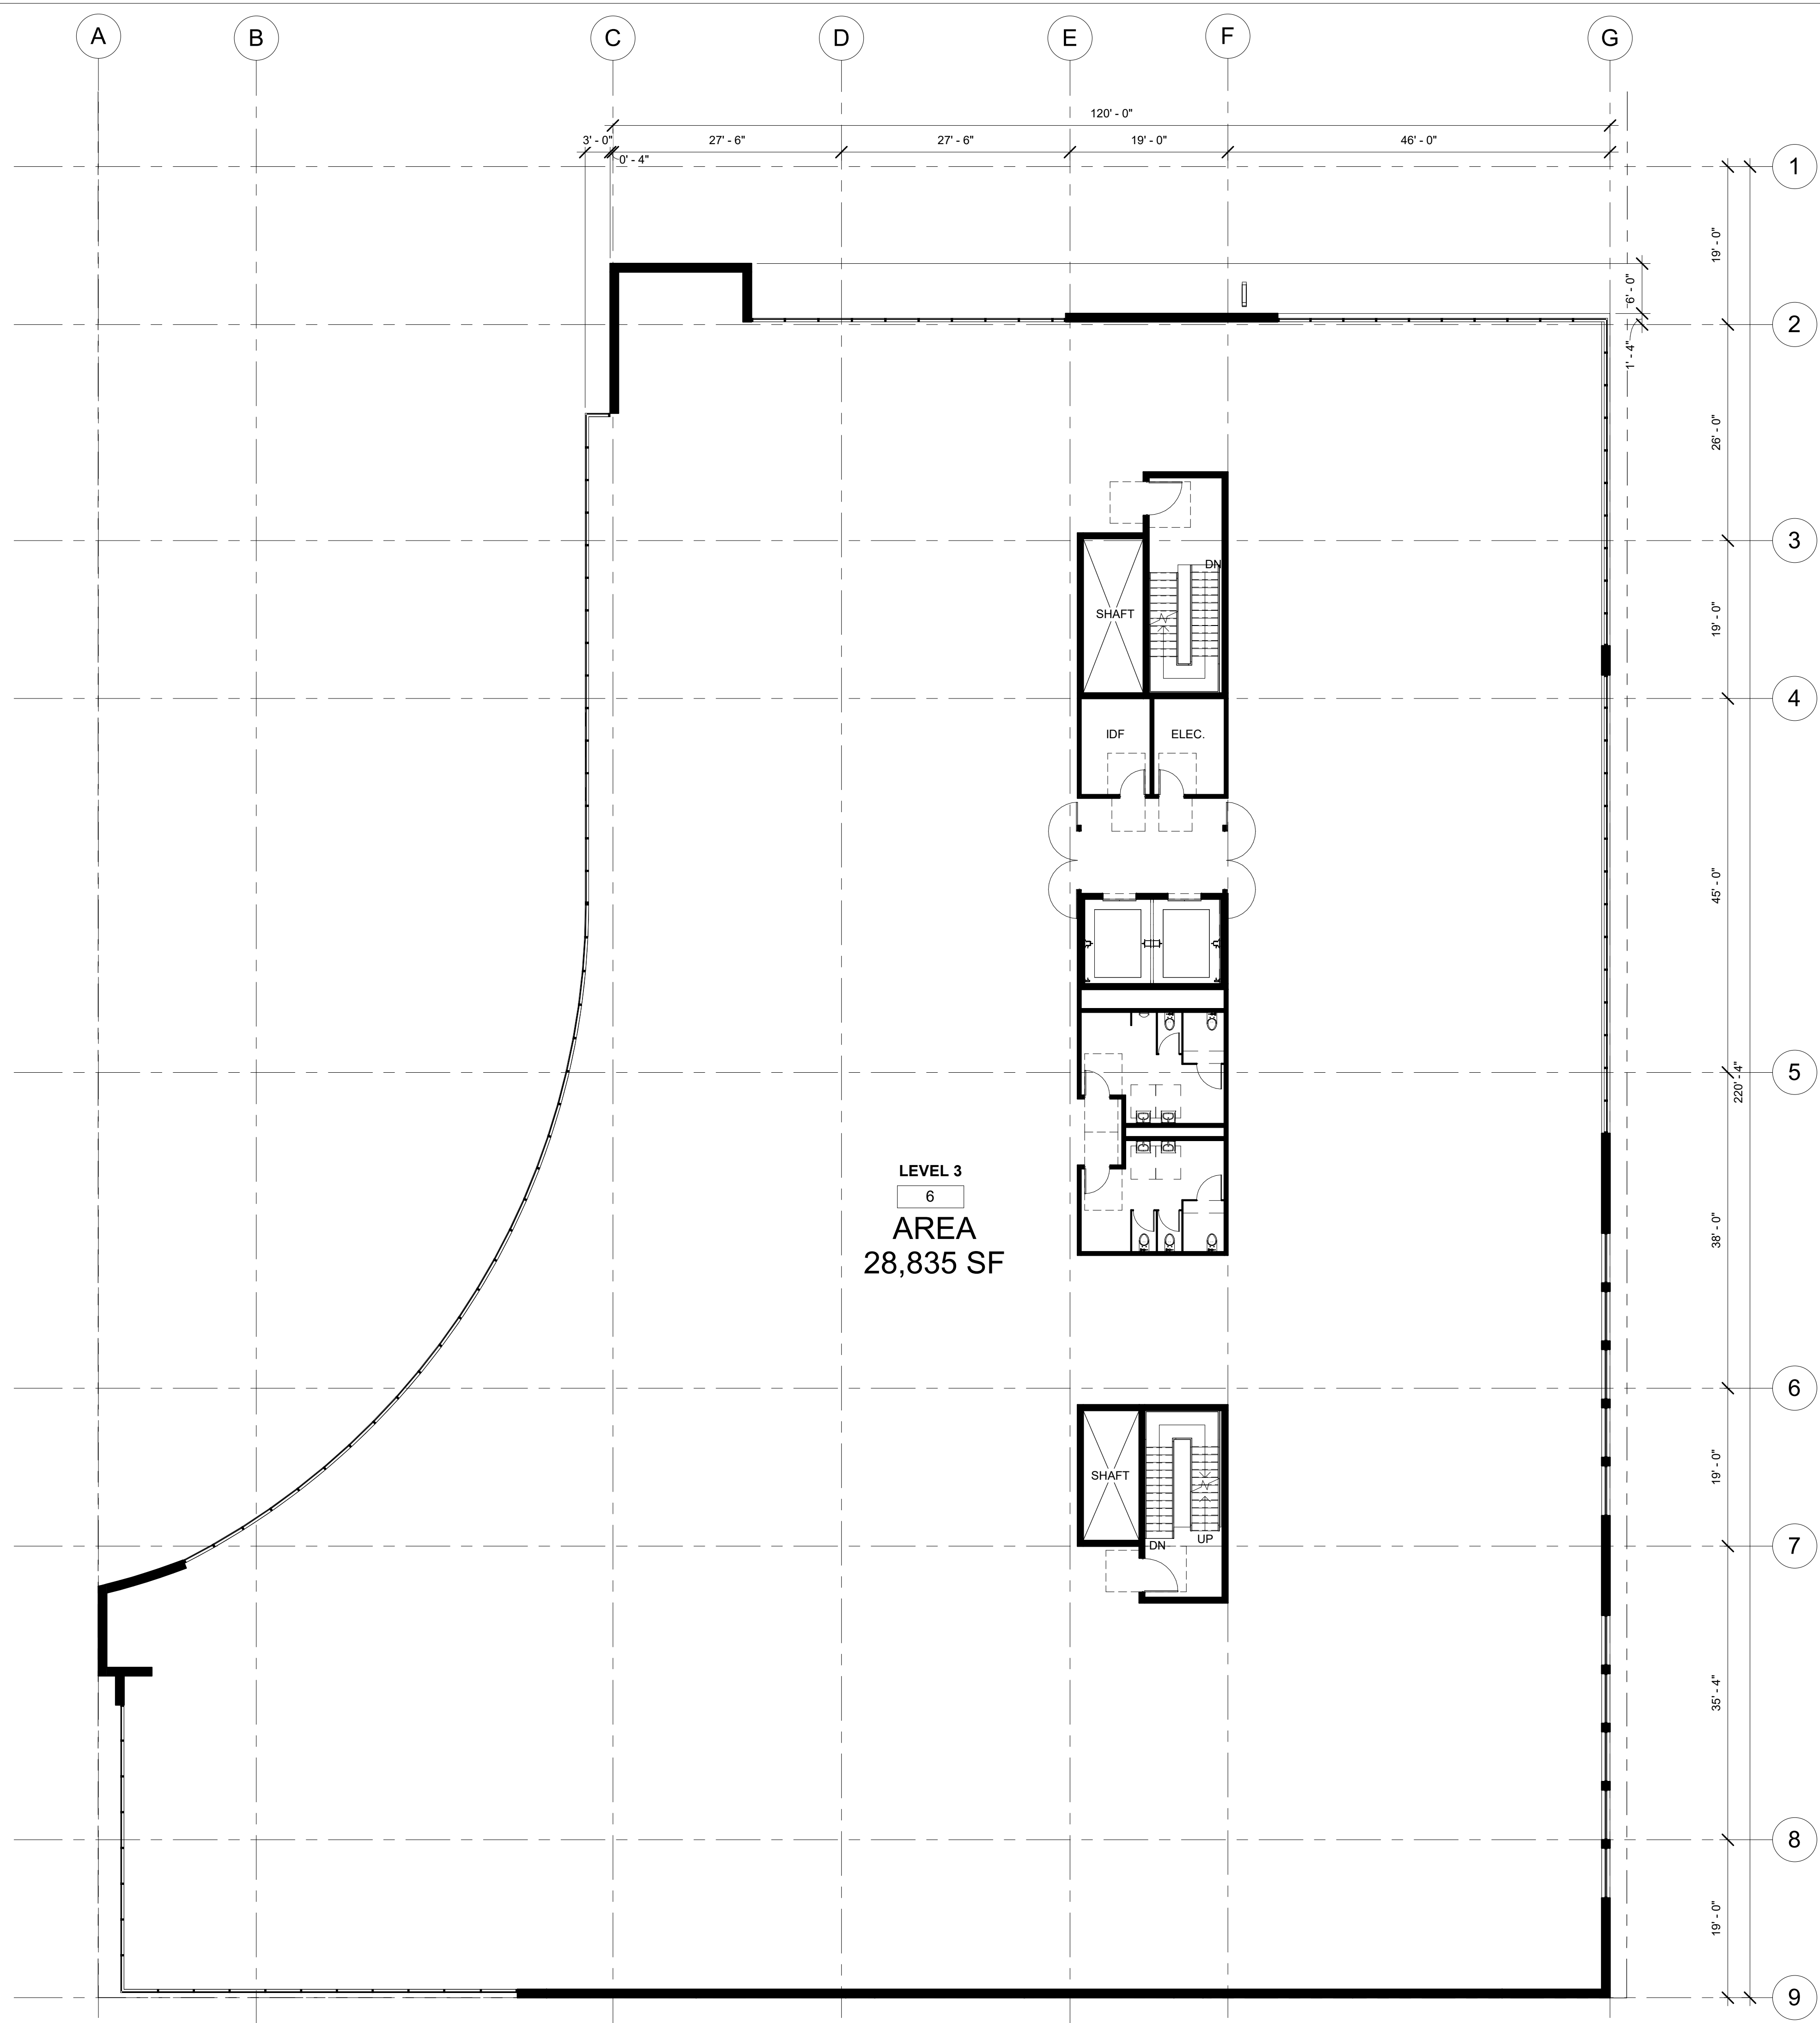 A B C D E F G
120' - 0"
3' - 0" 27' - 6" 27' - 6" 19' - 0" 46' - 0"
0' - 4"
1
19' - 0"
6' - 0"
2
1' - 4"
26' - 0"
3
DN
SHAFT
19' - 0"
4
IDF ELEC.
45' - 0"
5
220' - 4"
LEVEL 3
6
AREA
28,835 SF
38' - 0"
6
SHAFT
19' - 0"
DN UP
7
35' - 4"
8
19' - 0"
9